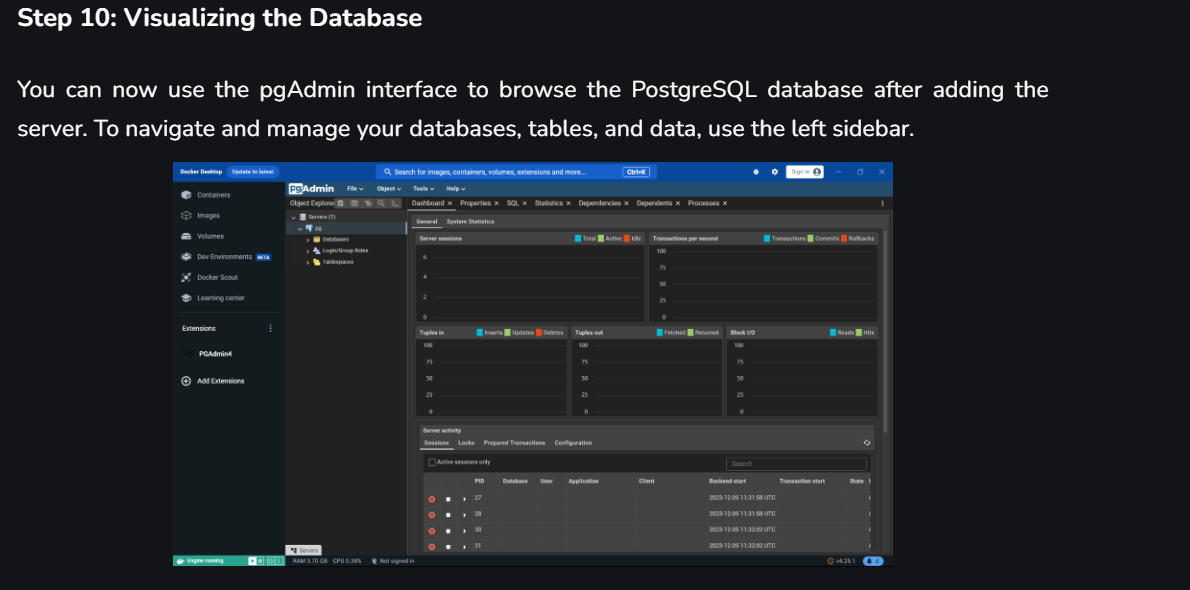 Step 10: Visualizing the Database
You can now use the pgAdmin interface to browse the PostgreSQL database after adding the
server. To navigate and manage your databases, tables, and data, use the left sidebar.
Docker Desktop Update to latest Search for images, containers, volumes, extensions and more... Ctrl+K Sign in
Containers
Images
Volumes
Dev Environments BETA
Docker Scout
Learning center
Extensions
PGAdmin4
Add Extensions
pgAdmin File Object Tools Help
Object Explorer
Servers (1)
pg
Databases
Login/Group Roles
Tablespaces
Dashboard Properties SQL Statistics Dependencies Dependents Processes
General System Statistics
Server sessions Total Active Idle
6
4
2
0
Transactions per second Transactions Commits Rollbacks
100
75
50
25
0
Tuples in Inserts Updates Deletes
100
75
50
25
0
Tuples out Fetched Returned
100
75
50
25
0
Block I/O Reads Hits
100
75
50
25
0
Server activity
Sessions Locks Prepared Transactions Configuration
Active sessions only Search
PID Database User Application Client Backend start Transaction start State
27 2023-12-05 11:31:58 UTC
28 2023-12-05 11:31:58 UTC
30 2023-12-05 11:32:02 UTC
31 2023-12-05 11:32:02 UTC
Servers
Engine running RAM 3.70 GB CPU 0.38% Not signed in v4.26.1 2